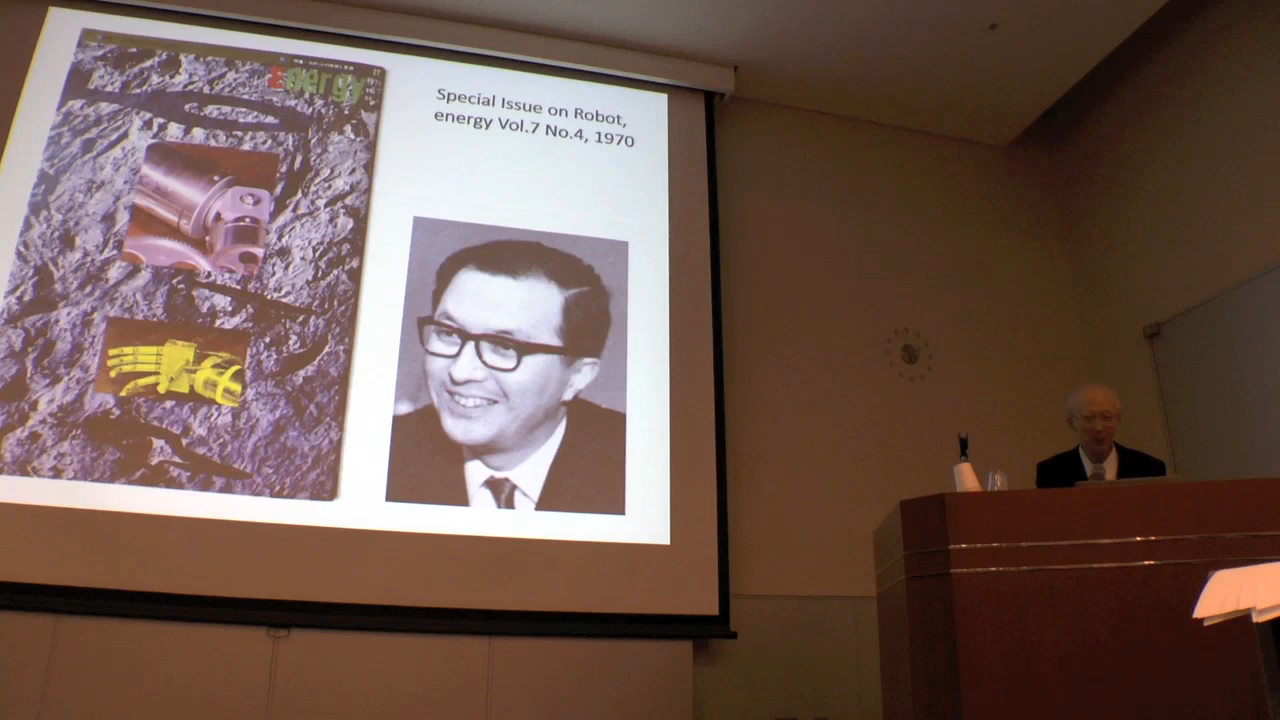 energy
Special Issue on Robot,
energy Vol.7 No.4, 1970